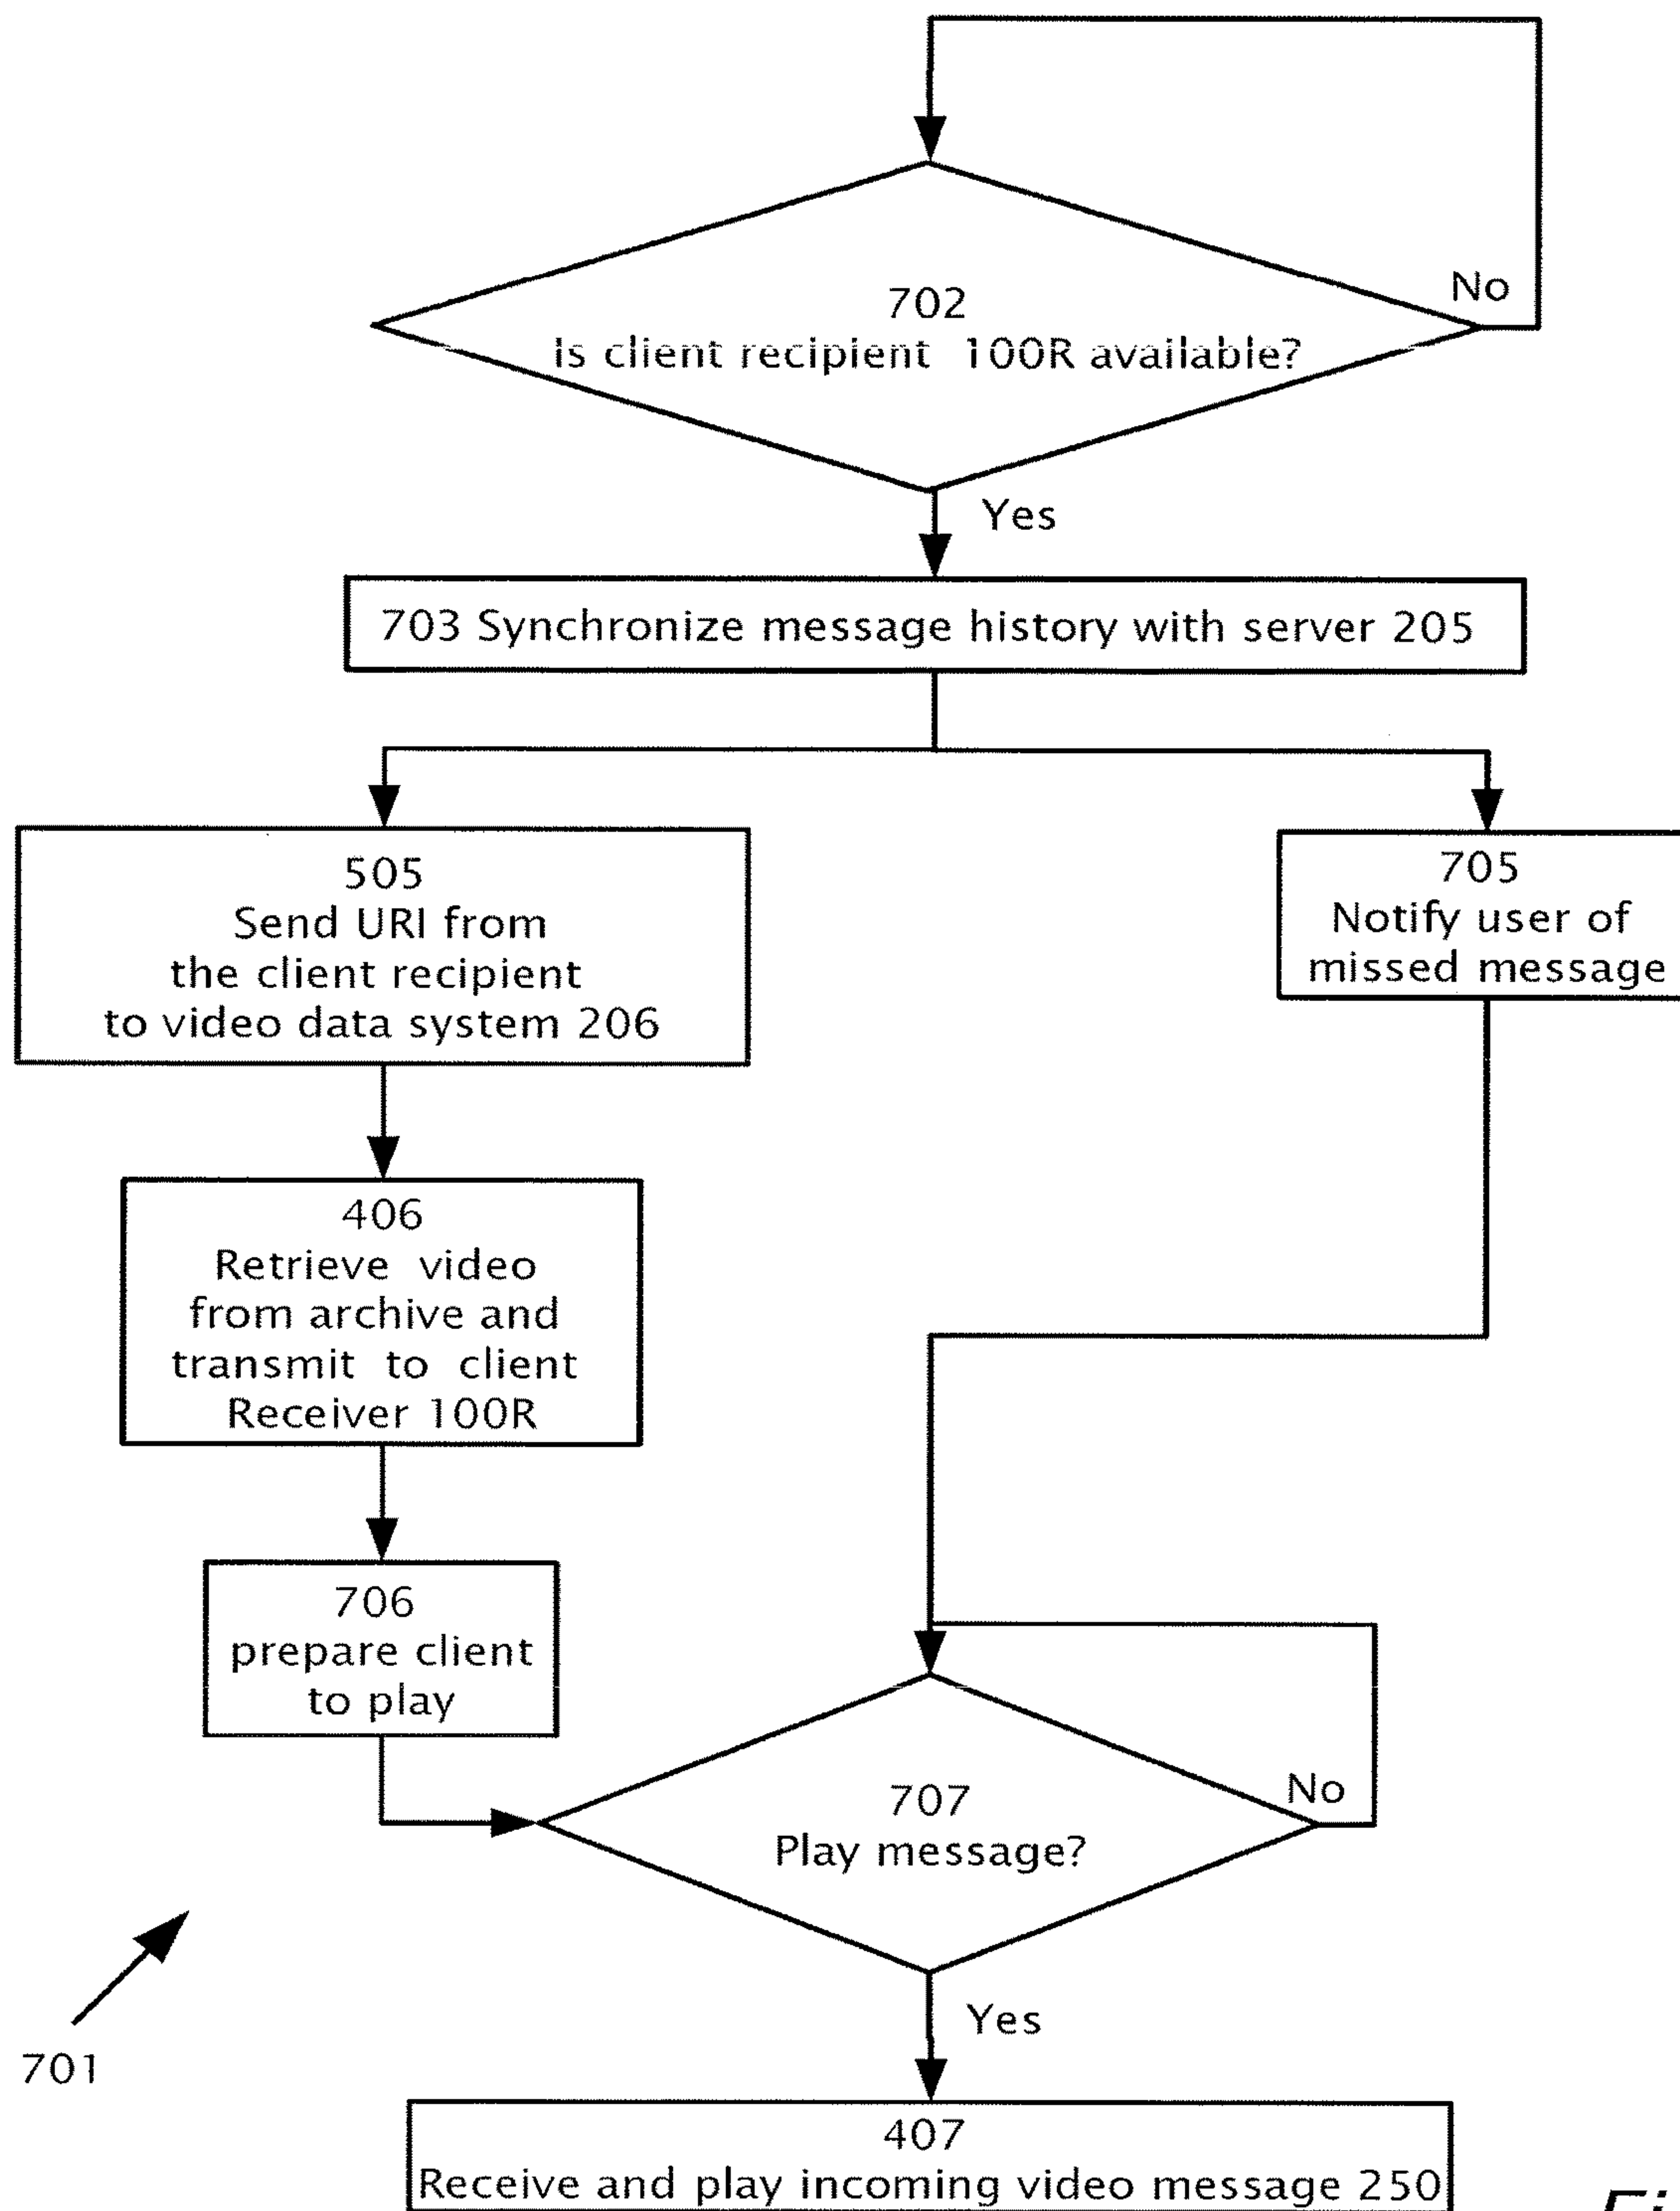 No
702
Is client recipient 100R available?
Yes
703 Synchronize message history with server 205
505
Send URI from
the client recipient
to video data system 206
705
Notify user of
missed message
406
Retrieve video
from archive and
transmit to client
Receiver 100R
706
prepare client
to play
No
707
Play message?
Yes
701
407
Receive and play incoming video message 250